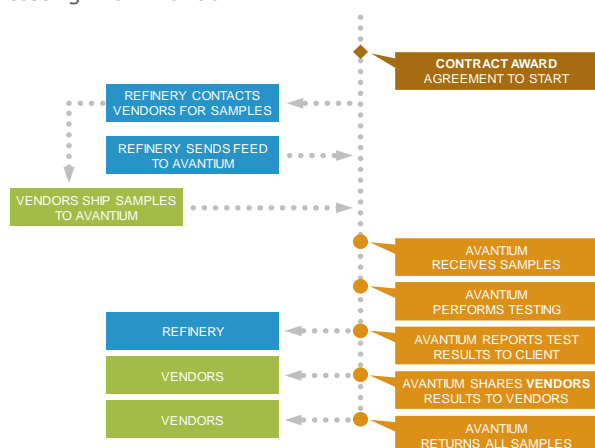 CONTRACT AWARD
AGREEMENT TO START
REFINERY CONTACTS
VENDORS FOR SAMPLES
REFINERY SENDS FEED
TO AVANTIUM
VENDORS SHIP SAMPLES
TO AVANTIUM
AVANTIUM
RECEIVES SAMPLES
AVANTIUM
PERFORMS TESTING
REFINERY
AVANTIUM REPORTS TEST
RESULTS TO CLIENT
VENDORS
AVANTIUM SHARES VENDORS
RESULTS TO VENDORS
VENDORS
AVANTIUM
RETURNS ALL SAMPLES